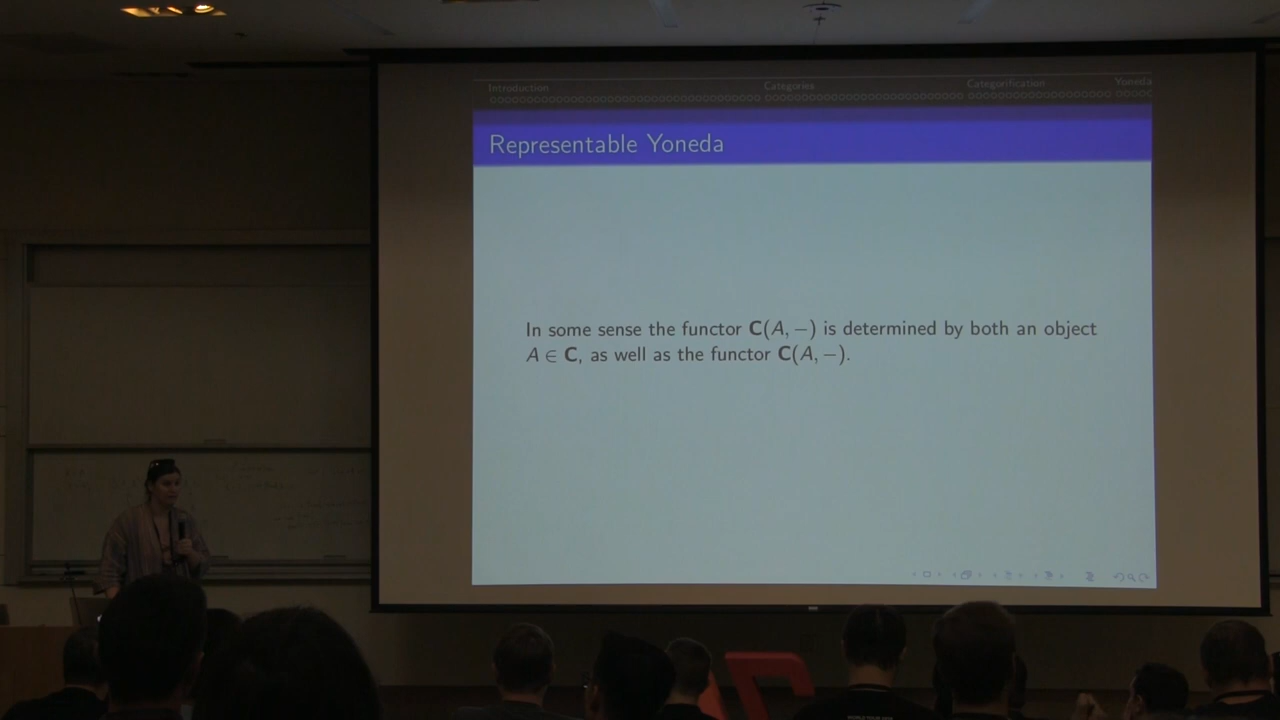 Introduction
Categories
Categorification
Yoneda
Representable Yoneda
In some sense the functor C(A, −) is determined by both an object
A ∈ C, as well as the functor C(A, −).